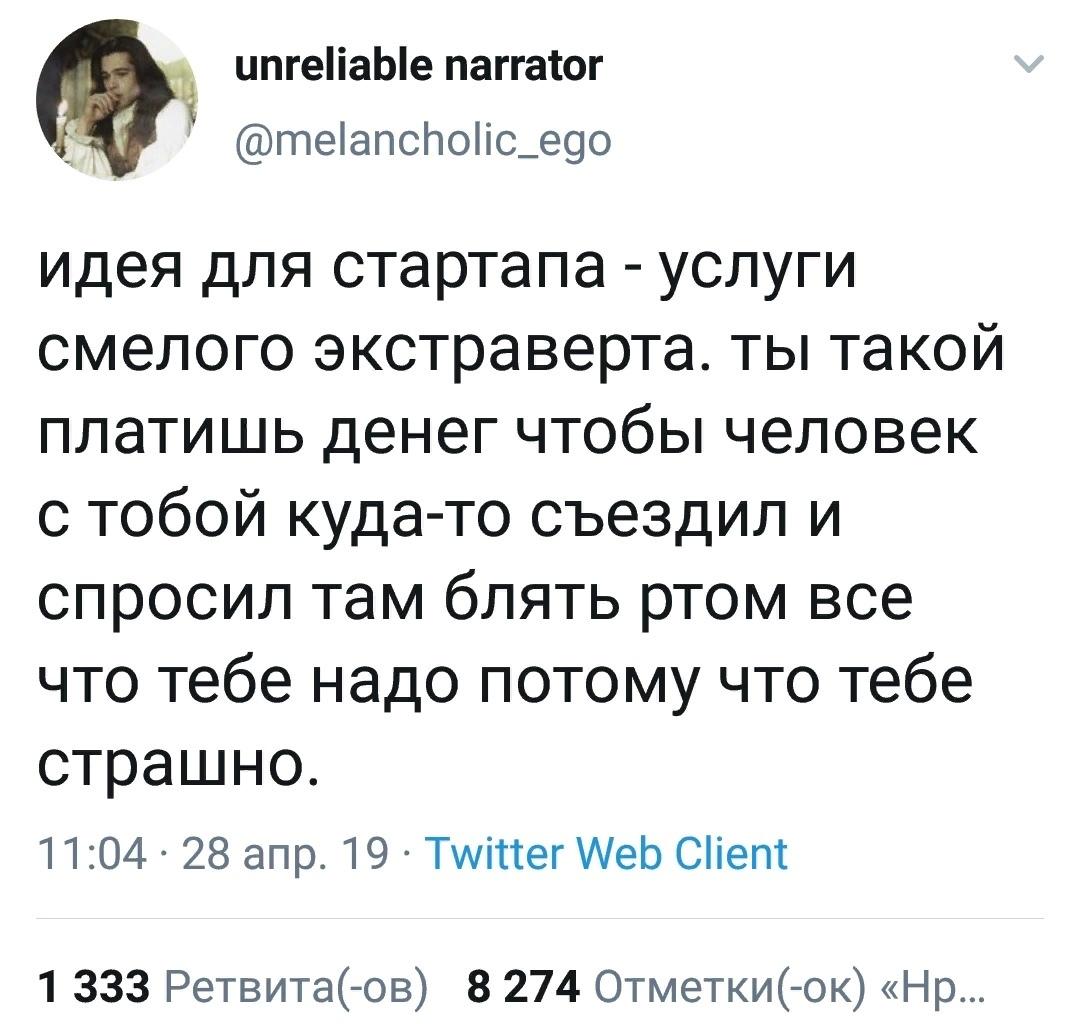 unreliable narrator
@melancholic_ego
идея для стартапа - услуги
смелого экстраверта. ты такой
платишь денег чтобы человек
с тобой куда-то съездил и
спросил там блять ртом все
что тебе надо потому что тебе
страшно.
11:04 · 28 апр. 19 · Twitter Web Client
1 333 Ретвита(-ов) 8 274 Отметки(-ок) «Нр...